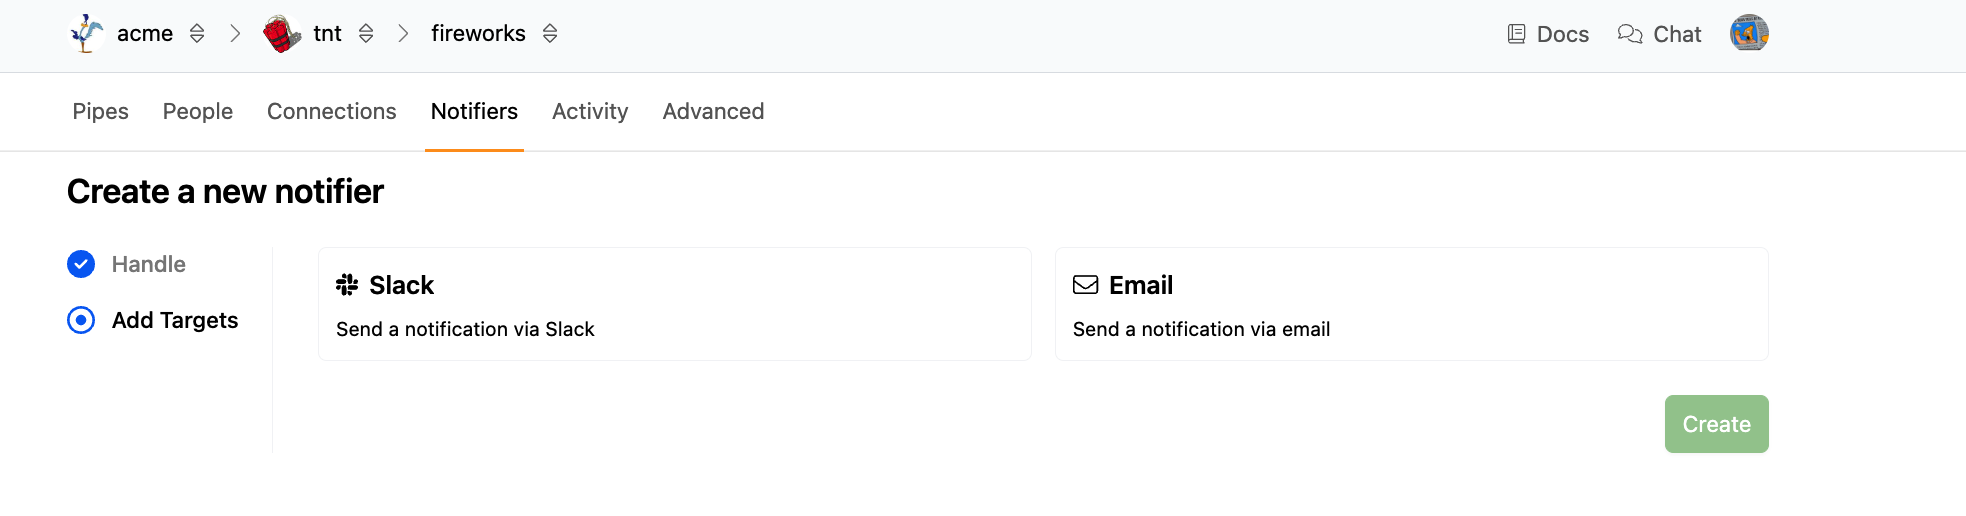 acme tnt fireworks Docs Chat
Pipes People Connections Notifiers Activity Advanced
Create a new notifier
Handle
Add Targets
Slack
Send a notification via Slack
Email
Send a notification via email
Create